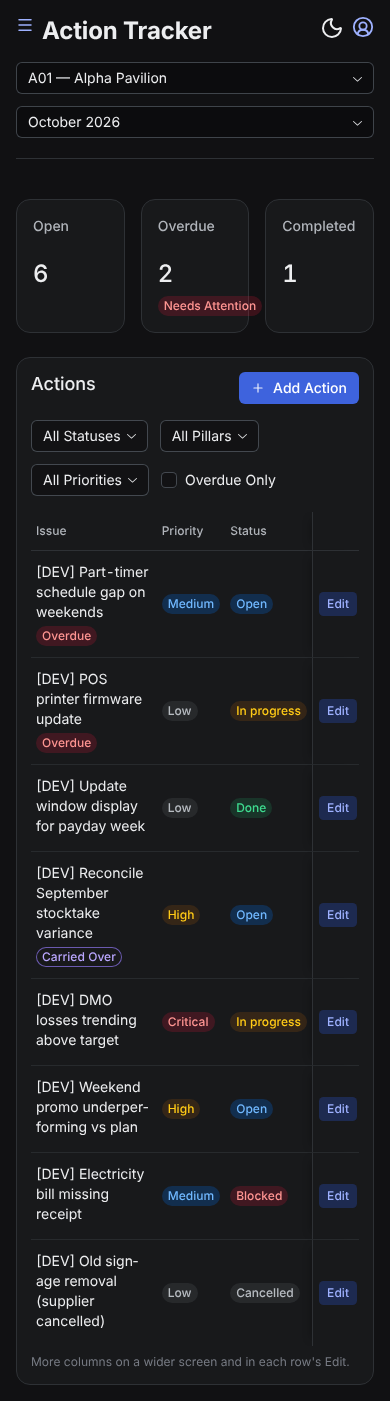 Action Tracker
A01 — Alpha Pavilion
October 2026
Open
Overdue
Completed
6
2
1
Needs Attention
Actions
+ Add Action
All Statuses
All Pillars
All Priorities
Overdue Only
Issue Priority Status
[DEV] Part-timer
schedule gap on
weekends
Overdue
Medium
Open
Edit
[DEV] POS
printer firmware
update
Overdue
Low
In progress
Edit
[DEV] Update
window display
for payday week
Low
Done
Edit
[DEV] Reconcile
September
stocktake
variance
Carried Over
High
Open
Edit
[DEV] DMO
losses trending
above target
Critical
In progress
Edit
[DEV] Weekend
promo underper-
forming vs plan
High
Open
Edit
[DEV] Electricity
bill missing
receipt
Medium
Blocked
Edit
[DEV] Old sign-
age removal
(supplier
cancelled)
Low
Cancelled
Edit
More columns on a wider screen and in each row's Edit.